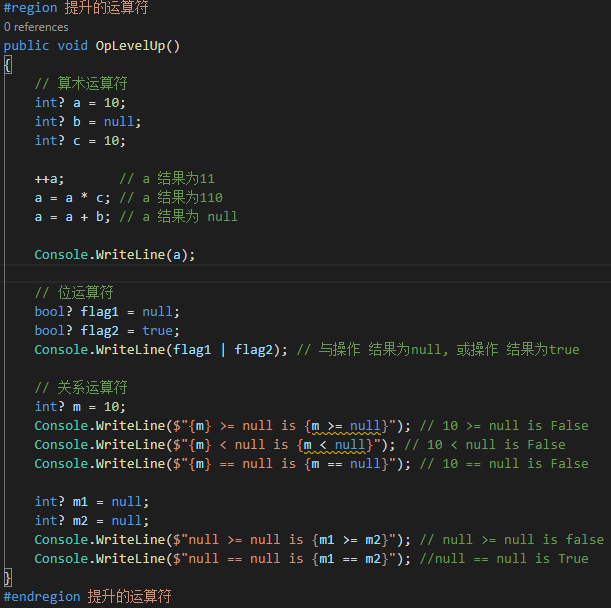 #region 提升的运算符
0 references
public void OpLevelUp()
{
// 算术运算符
int? a = 10;
int? b = null;
int? c = 10;
++a; // a 结果为11
a = a * c; // a 结果为110
a = a + b; // a 结果为 null
Console.WriteLine(a);
// 位运算符
bool? flag1 = null;
bool? flag2 = true;
Console.WriteLine(flag1 | flag2); // 与操作 结果为null, 或操作 结果为true
// 关系运算符
int? m = 10;
Console.WriteLine($"{m} >= null is {m >= null}"); // 10 >= null is False
Console.WriteLine($"{m} < null is {m < null}"); // 10 < null is False
Console.WriteLine($"{m} == null is {m == null}"); // 10 == null is False
int? m1 = null;
int? m2 = null;
Console.WriteLine($"null >= null is {m1 >= m2}"); // null >= null is false
Console.WriteLine($"null == null is {m1 == m2}"); //null == null is True
}
#endregion 提升的运算符